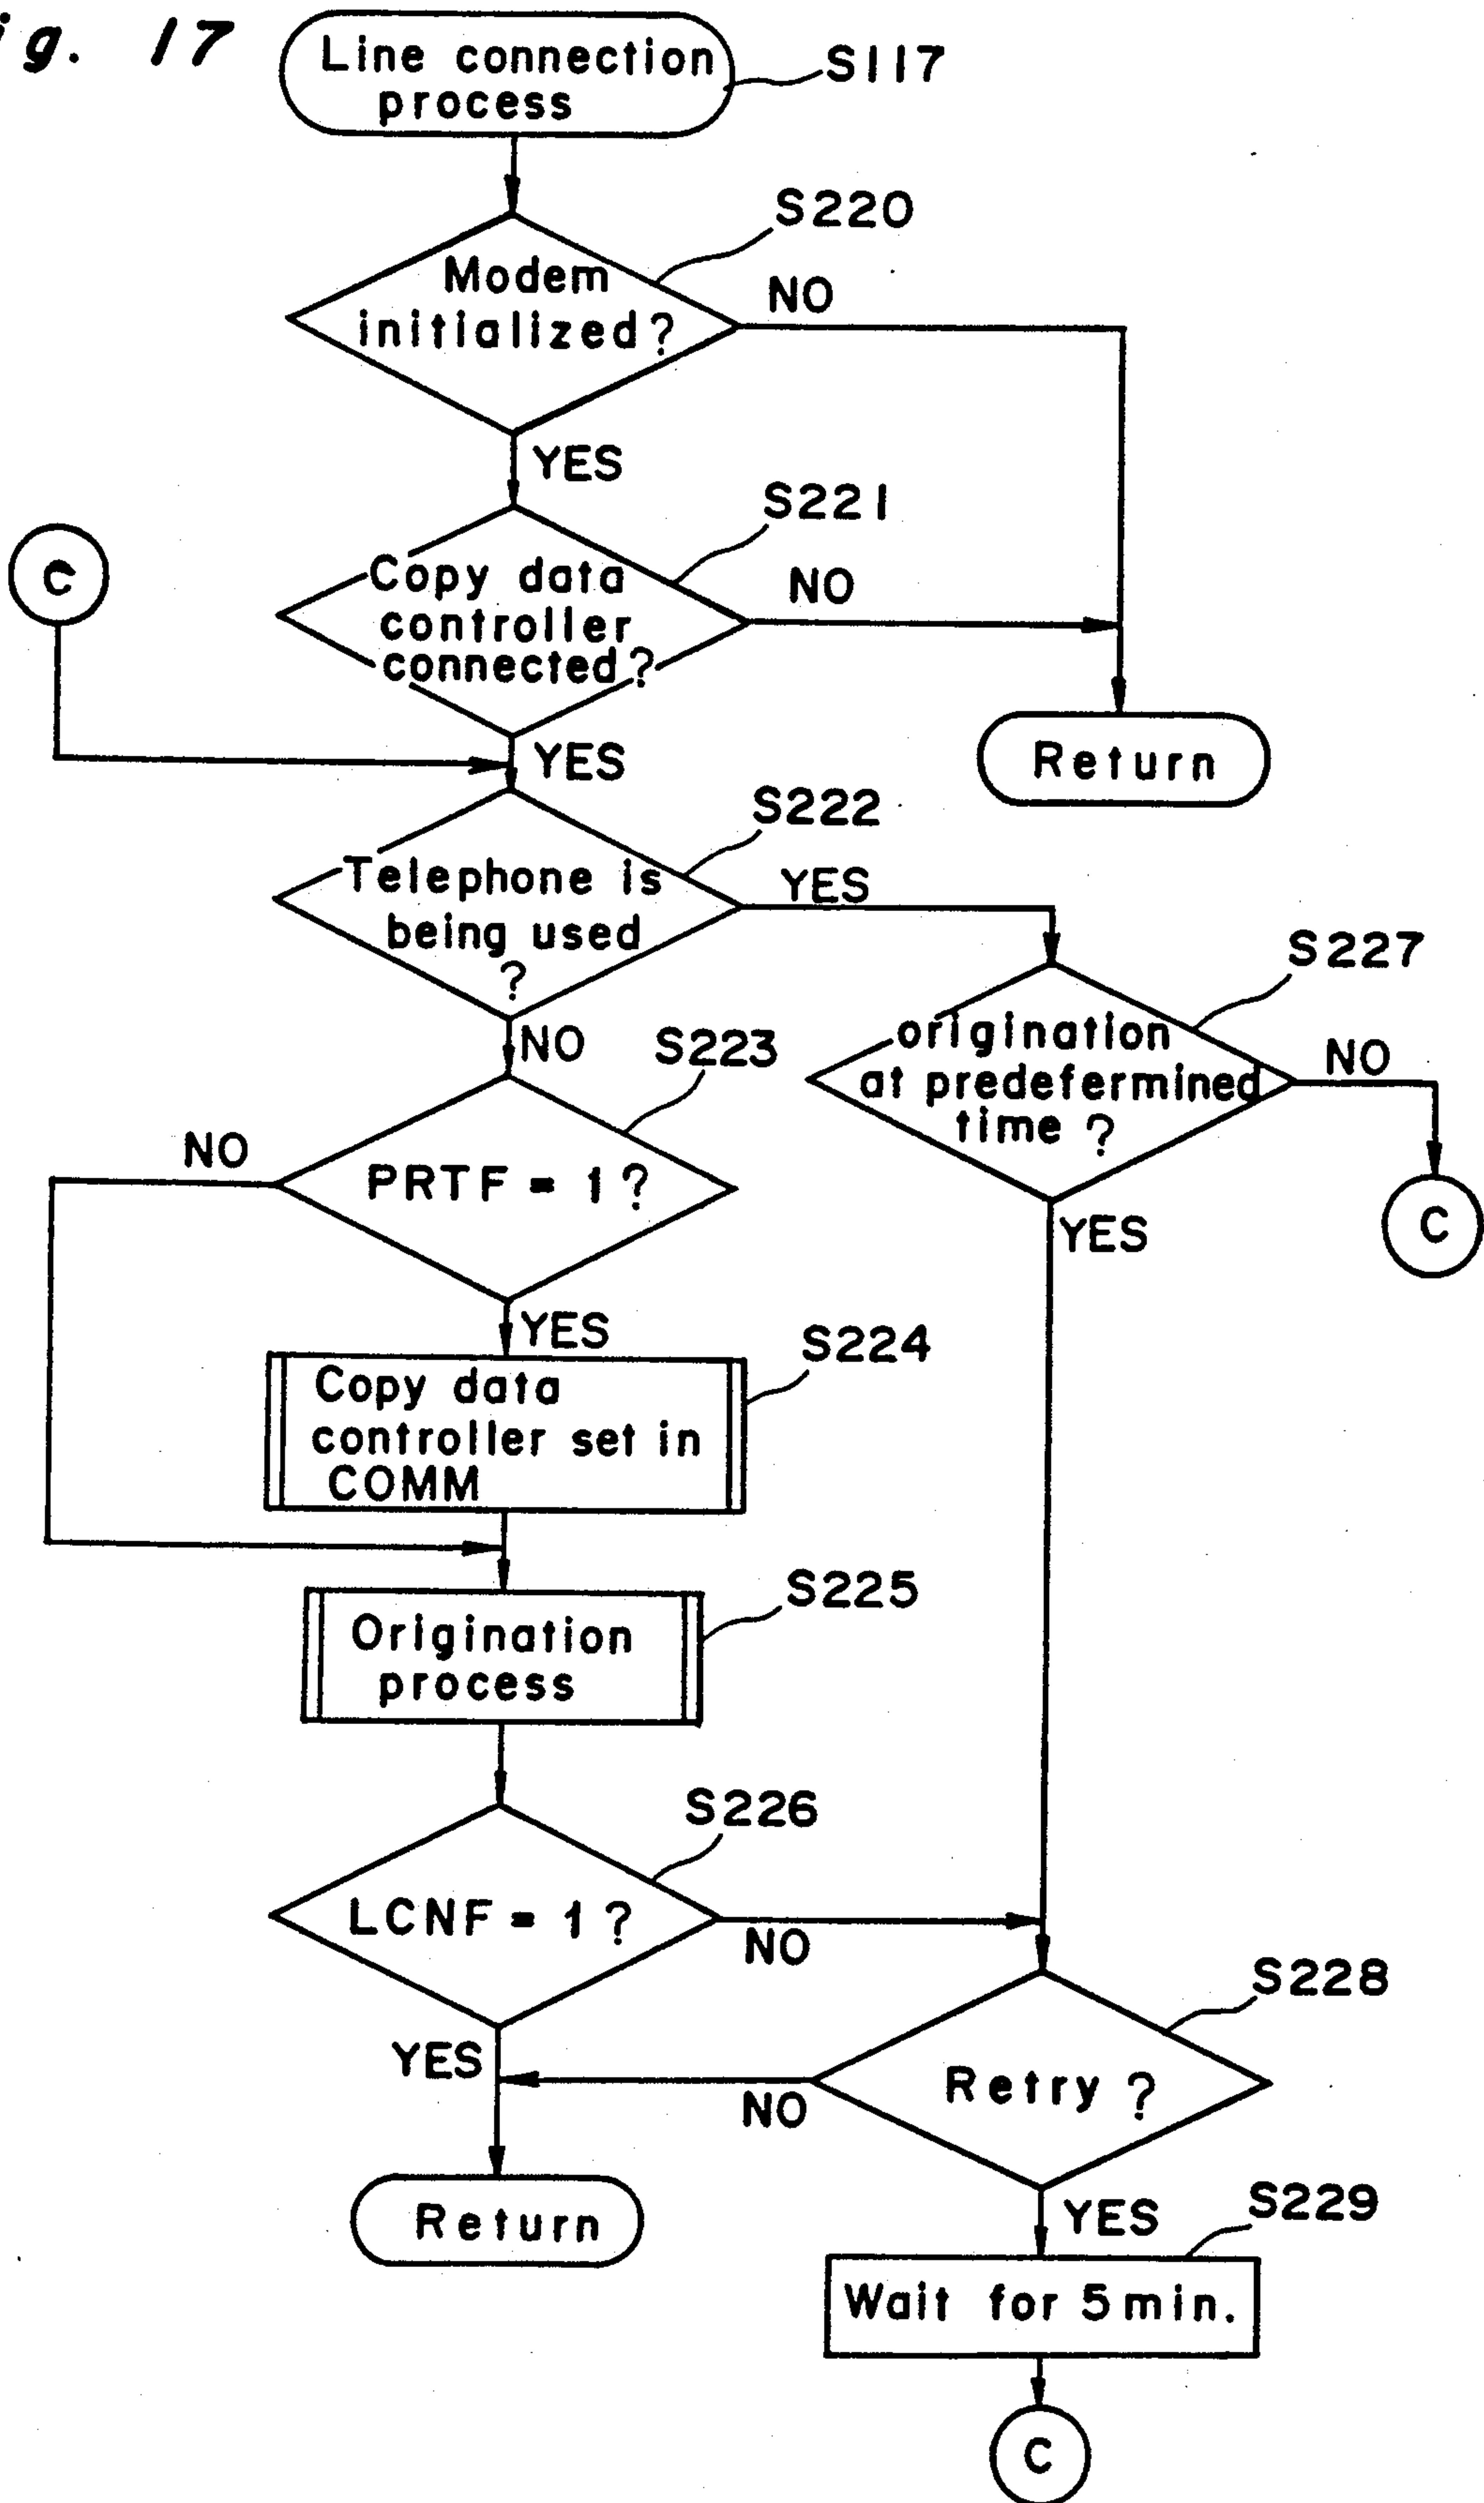 ig. 17
Line connection
process
S117
S220
Modem
initialized?
NO
YES
S221
C
Copy data
controller
connected?
NO
YES
Return
S222
Telephone is
being used
?
YES
S227
NO
S223
origination
at predefermined
time ?
NO
NO
PRTF = 1?
C
YES
YES
S224
Copy data
controller set in
COMM
S225
Origination
process
S226
LCNF = 1?
NO
S228
YES
Retry ?
NO
Return
YES
S229
Wait for 5min.
C